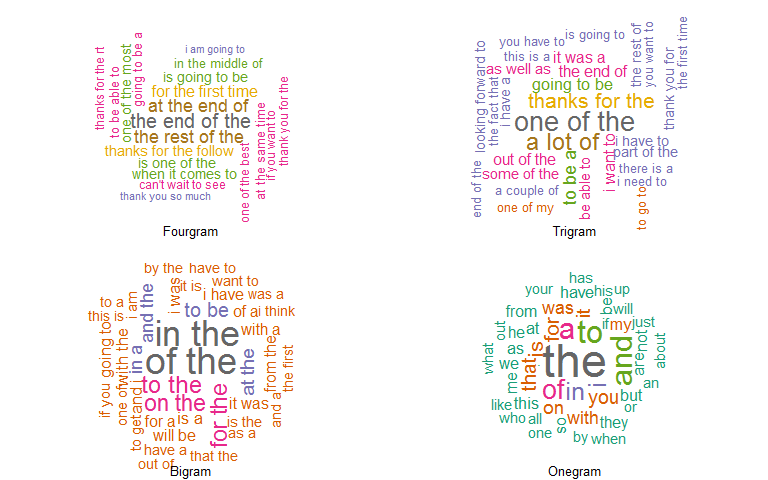 i am going to
in the middle of
is going to be
for the first time
at the end of
the end of the
the rest of the
thanks for the follow
is one of the
when it comes to
can't wait to see
thank you so much
thanks for the rt
to be able to
one of the most
going to be a
one of the best
at the same time
if you want to
thank you for the
Fourgram
is going to
you have to
this is a
it was a
as well as
the end of
going to be
thanks for the
one of the
a lot of
out of the
some of the
a couple of
one of my
i have to
part of the
there is a
i need to
end of the
looking forward to
the fact that
i have a
to be a
be able to
i want to
to go to
the rest of
you want to
thank you for
the first time
Trigram
by the
have to
it is
want to
i have
was a
to a
this is
to be
of a
i think
in the
with a
of the
to the
on the
it was
for a
is a
is the
will be
as a
have a
that the
out of
if you
going to
one of
with the
to get
and i
i am
in a
and the
i was
for the
at the
from the
the first
and a
Bigram
has
your
have
his
up
from
was
will
out
he
at
if
my
just
a
to
as
the
we
of
in
you
but
like
this
on
or
who
all
with
they
one
by
when
what
me
that
is
for
it
be
i
and
are
not
about
an
so
Onegram